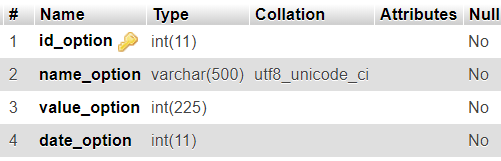 # Name Type Collation Attributes Null
1 id_option int(11) No
2 name_option varchar(500) utf8_unicode_ci No
3 value_option int(225) No
4 date_option int(11) No